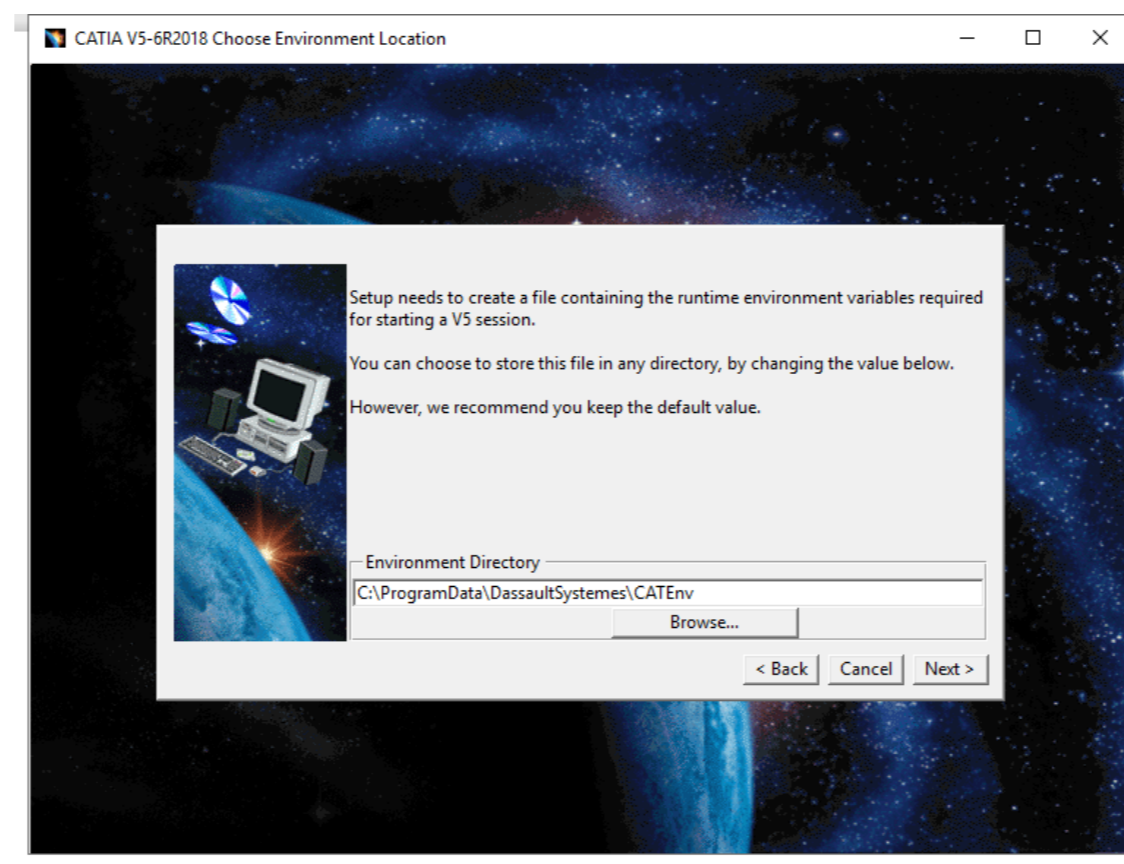 CATIA V5-6R2018 Choose Environment Location
Setup needs to create a file containing the runtime environment variables required
for starting a V5 session.
You can choose to store this file in any directory, by changing the value below.
However, we recommend you keep the default value.
Environment Directory
C:\ProgramData\DassaultSystemes\CATEnv
Browse...
< Back Cancel Next >